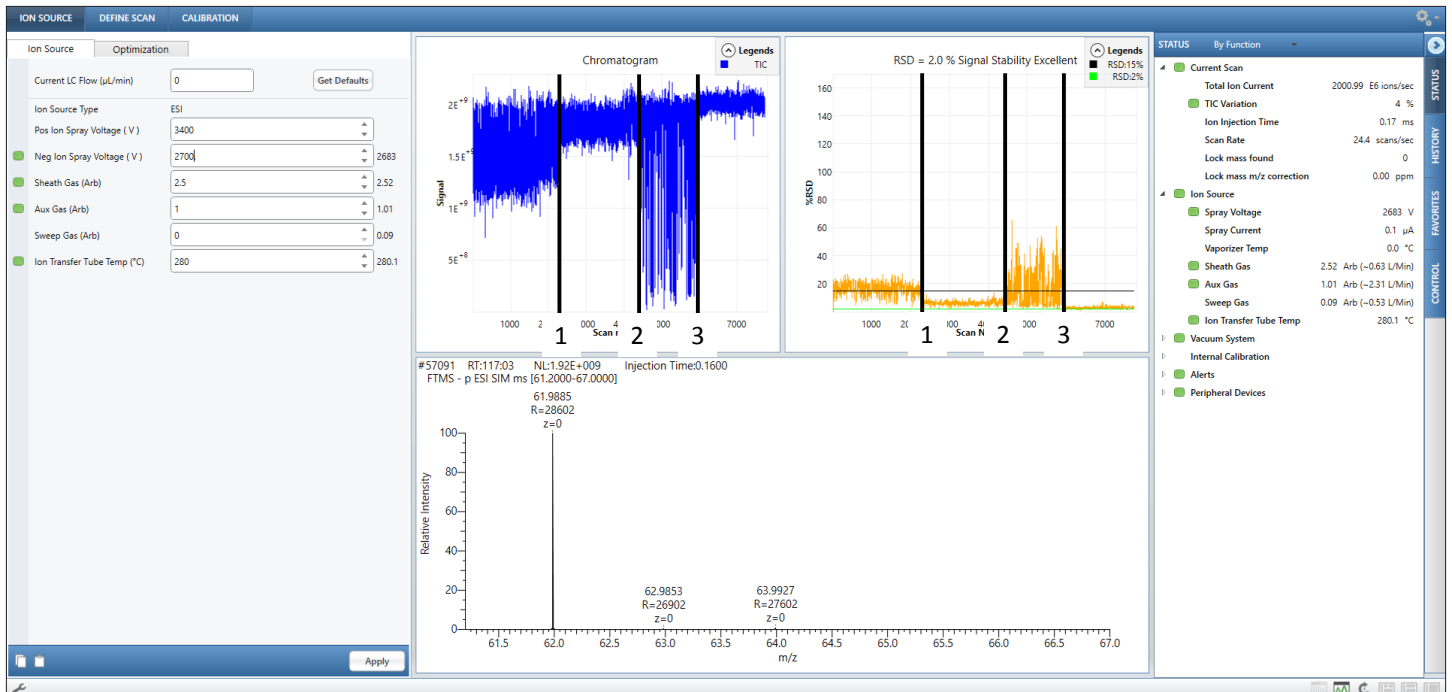 ION SOURCE DEFINE SCAN CALIBRATION
Ion Source Optimization
Current LC Flow (µL/min) 0 Get Defaults
Ion Source Type ESI
Pos Ion Spray Voltage ( V ) 3400
Neg Ion Spray Voltage ( V ) 2700 2683
Sheath Gas (Arb) 2.5 2.52
Aux Gas (Arb) 1 1.01
Sweep Gas (Arb) 0 0.09
Ion Transfer Tube Temp (°C) 280 280.1
Apply
Legends
TIC
Chromatogram
Signal
2E+9
1.5E+9
1E+9
5E+8
1000 2 000 4 000 7000
Scan
1 2 3
Legends
RSD:15%
RSD:2%
RSD = 2.0 % Signal Stability Excellent
%RSD
160
140
120
100
80
60
40
20
1000 000 7000
Scan N
1 2 3
#57091 RT:117:03 NL:1.92E+009 Injection Time:0.1600
FTMS - p ESI SIM ms [61.2000-67.0000]
61.9885
R=28602
z=0
62.9853
R=26902
z=0
63.9927
R=27602
z=0
Relative Intensity
100
80
60
40
20
0
61.5 62.0 62.5 63.0 63.5 64.0 64.5 65.0 65.5 66.0 66.5 67.0
m/z
STATUS By Function
Current Scan
Total Ion Current 2000.99 E6 ions/sec
TIC Variation 4 %
Ion Injection Time 0.17 ms
Scan Rate 24.4 scans/sec
Lock mass found 0
Lock mass m/z correction 0.00 ppm
Ion Source
Spray Voltage 2683 V
Spray Current 0.1 µA
Vaporizer Temp 0.0 °C
Sheath Gas 2.52 Arb (~0.63 L/Min)
Aux Gas 1.01 Arb (~2.31 L/Min)
Sweep Gas 0.09 Arb (~0.53 L/Min)
Ion Transfer Tube Temp 280.1 °C
Vacuum System
Internal Calibration
Alerts
Peripheral Devices
STATUS
HISTORY
FAVORITES
CONTROL